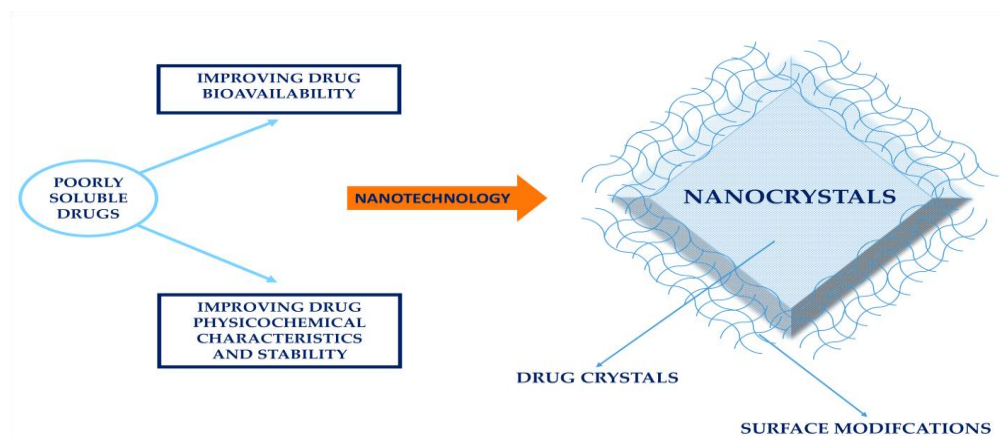 IMPROVING DRUG
BIOAVAILABILITY
POORLY
SOLUBLE
DRUGS
NANOTECHNOLOGY
NANOCRYSTALS
IMPROVING DRUG
PHYSICOCHEMICAL
CHARACTERISTICS
AND STABILITY
DRUG CRYSTALS
SURFACE MODIFCATIONS